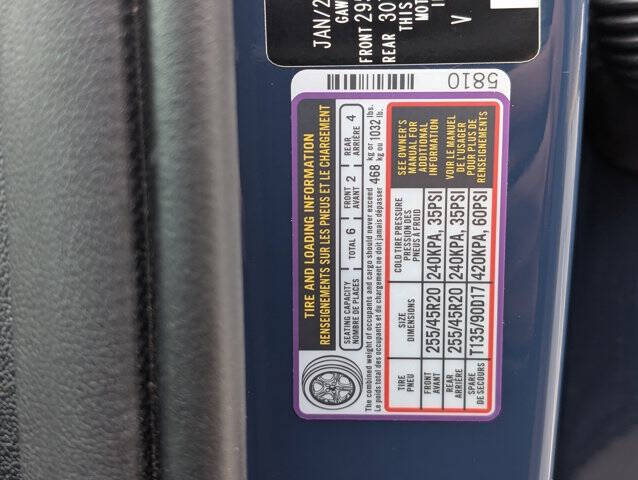 JAN/2
GAW
FRONT 295
REAR 30
THIS
MOT
V
5810
TIRE AND LOADING INFORMATION
RENSEIGNEMENTS SUR LES PNEUS ET LE CHARGEMENT
SEATING CAPACITY
NOMBRE DE PLACES
TOTAL 6
FRONT
AVANT 2
REAR
ARRIÈRE 4
The combined weight of occupants and cargo should never exceed
Le poids total des occupants et du chargement ne doit jamais dépasser
468 kg or 1032 lbs.
kg ou lb.
TIRE
PNEU
SIZE
DIMENSIONS
COLD TIRE PRESSURE
PRESSION DES
PNEUS À FROID
SEE OWNER'S
MANUAL FOR
ADDITIONAL
INFORMATION
VOIR LE MANUEL
DE L'USAGER
POUR PLUS DE
RENSEIGNEMENTS
FRONT
AVANT
255/45R20
240KPA, 35PSI
REAR
ARRIÈRE
255/45R20
240KPA, 35PSI
SPARE
DE SECOURS
T135/90D17
420KPA, 60PSI